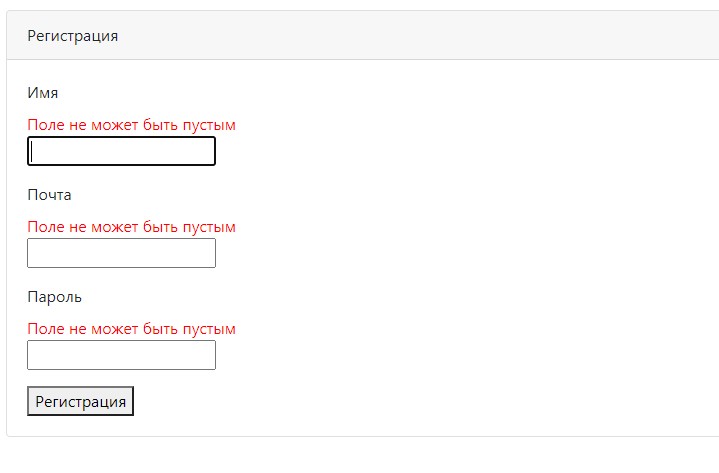 Регистрация
Имя
Поле не может быть пустым
Почта
Поле не может быть пустым
Пароль
Поле не может быть пустым
Регистрация